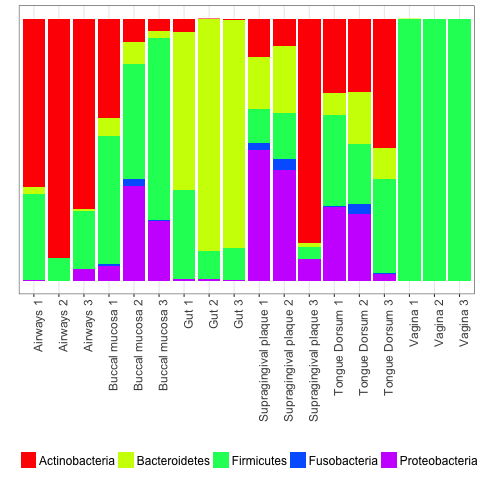 Airways 1
Airways 2
Airways 3
Buccal mucosa 1
Buccal mucosa 2
Buccal mucosa 3
Gut 1
Gut 2
Gut 3
Supragingival plaque 1
Supragingival plaque 2
Supragingival plaque 3
Tongue Dorsum 1
Tongue Dorsum 2
Tongue Dorsum 3
Vagina 1
Vagina 2
Vagina 3
Actinobacteria Bacteroidetes Firmicutes Fusobacteria Proteobacteria